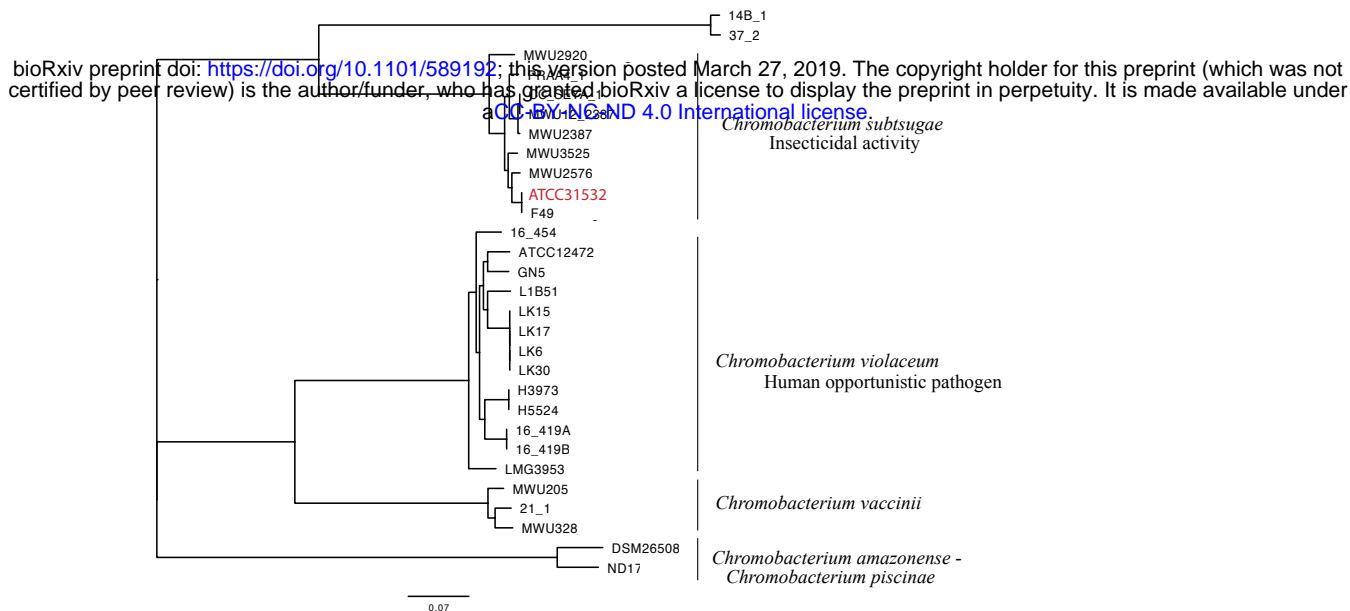 14B_1
37_2
MWU2920
bioRxiv preprint doi: https://doi.org/10.1101/589192; this version posted March 27, 2019. The copyright holder for this preprint (which was not
certified by peer review) is the author/funder, who has granted bioRxiv a license to display the preprint in perpetuity. It is made available under
aCC-BY-NC-ND 4.0 International license.
Chromobacterium subtsugae
Insecticidal activity
MWU2387
MWU3525
MWU2576
ATCC31532
F49
16_454
ATCC12472
GN5
L1B51
LK15
LK17
LK6
LK30
Chromobacterium violaceum
Human opportunistic pathogen
H3973
H5524
16_419A
16_419B
LMG3953
MWU205
21_1
MWU328
Chromobacterium vaccinii
DSM26508
ND17
Chromobacterium amazonense -
Chromobacterium piscinae
0.07